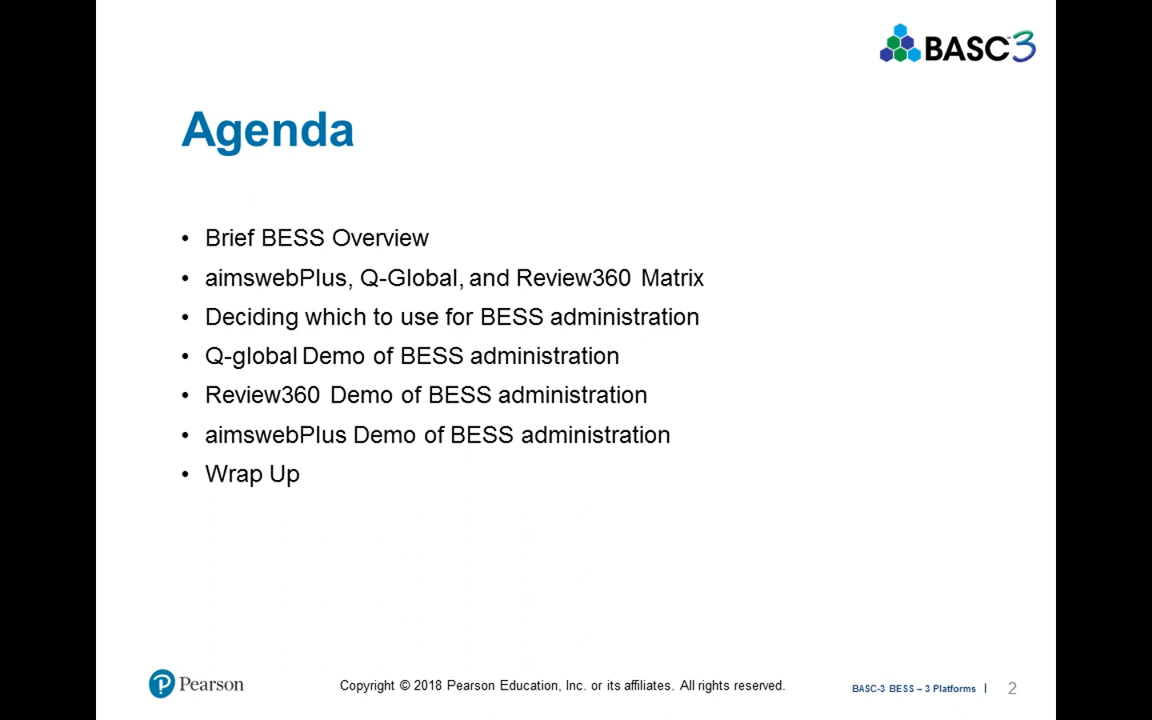 BASC™3
Agenda
• Brief BESS Overview
• aimswebPlus, Q-Global, and Review360 Matrix
• Deciding which to use for BESS administration
• Q-global Demo of BESS administration
• Review360 Demo of BESS administration
• aimswebPlus Demo of BESS administration
• Wrap Up
Pearson
Copyright © 2018 Pearson Education, Inc. or its affiliates. All rights reserved.
BASC-3 BESS – 3 Platforms | 2